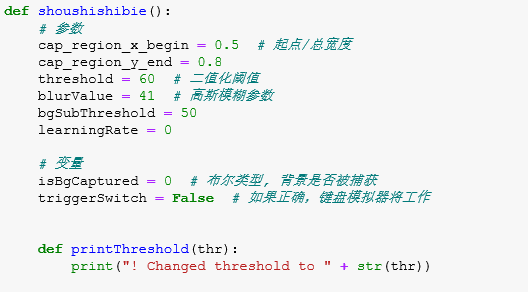 def shoushishibie():
    # 参数
    cap_region_x_begin = 0.5  # 起点/总宽度
    cap_region_y_end = 0.8
    threshold = 60  # 二值化阈值
    blurValue = 41  # 高斯模糊参数
    bgSubThreshold = 50
    learningRate = 0

    # 变量
    isBgCaptured = 0  # 布尔类型, 背景是否被捕获
    triggerSwitch = False  # 如果正确，键盘模拟器将工作


    def printThreshold(thr):
        print("! Changed threshold to " + str(thr))